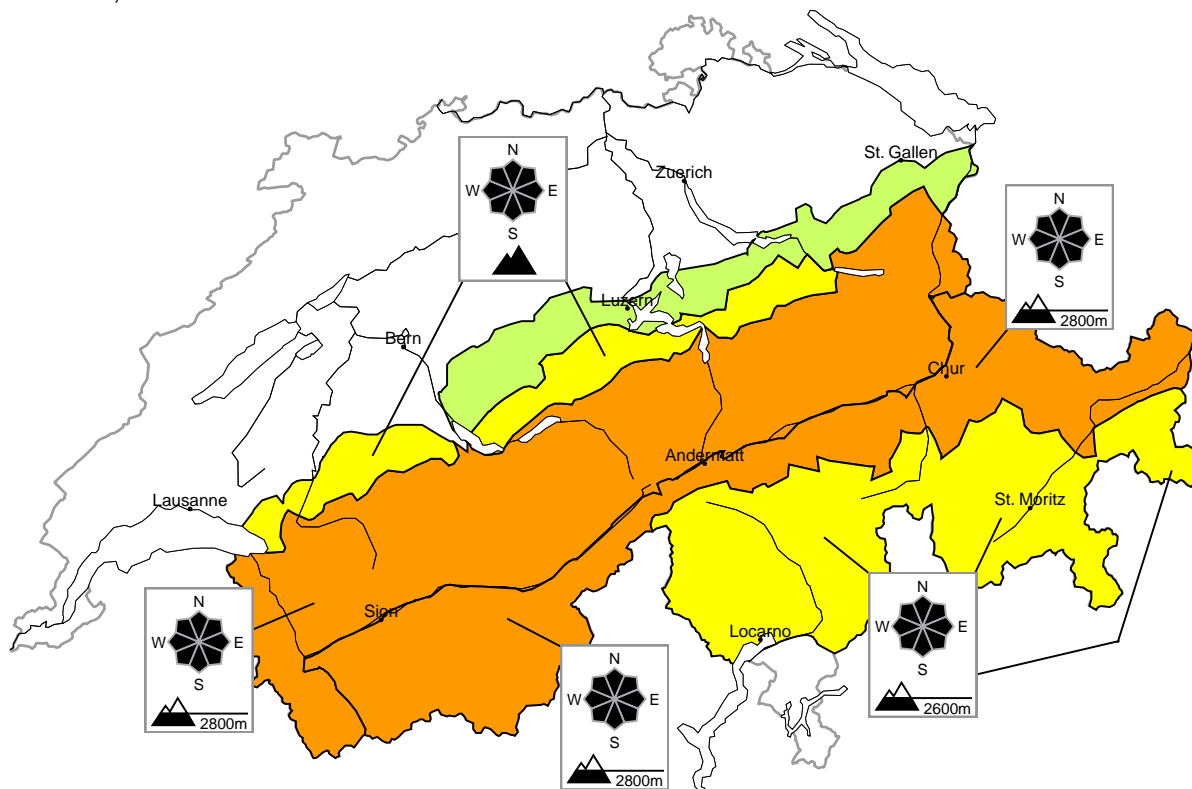 St. Gallen
N
Zuerich
W E
S
N
W E
S
2800m
Luzern
Bern
Chur
Andermatt
Lausanne
St. Moritz
N
W E
S
2800m
Sion
N
W E
S
2600m
Locarno
N
W E
S
2800m